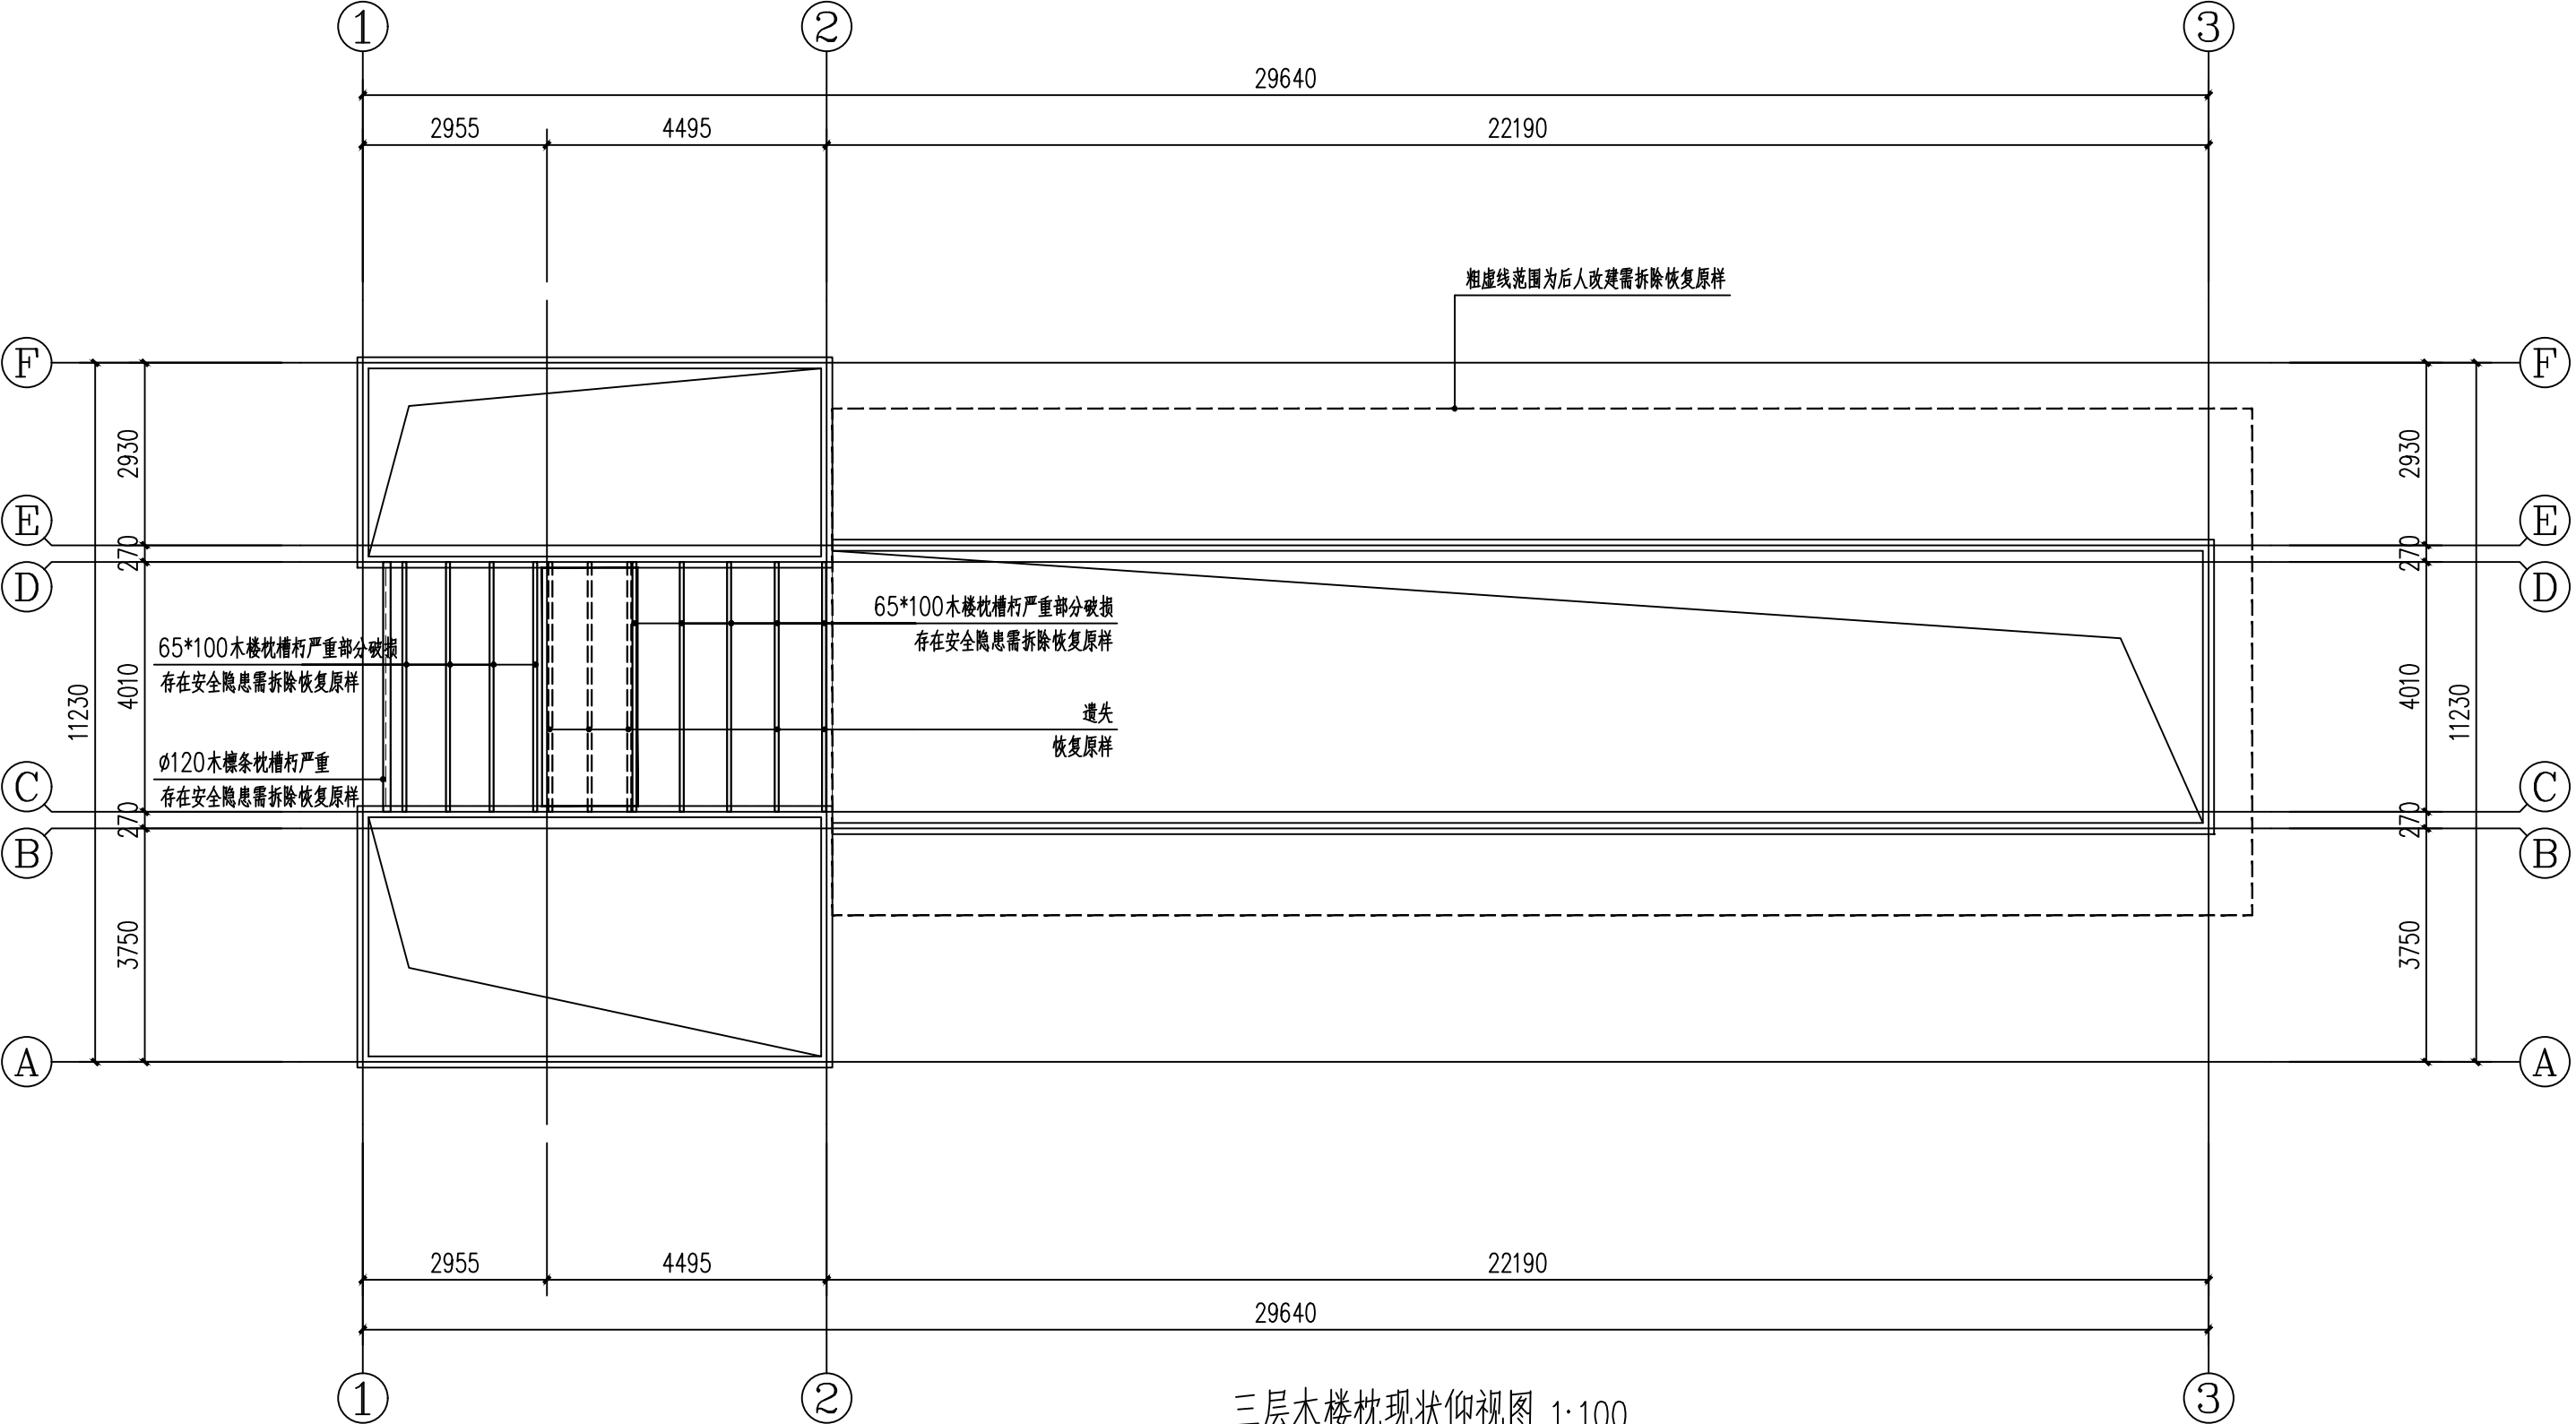 1 2 3
29640
2955 4495 22190
粗虚线范围为后人改建需拆除恢复原样
F F
2930 2930
E E
270 270
D D
65*100木楼枕槽朽严重部分破损
存在安全隐患需拆除恢复原样
65*100木楼枕槽朽严重部分破损
存在安全隐患需拆除恢复原样
11230 4010 4010 11230
遗失
恢复原样
ø120木檩条枕槽朽严重
存在安全隐患需拆除恢复原样
C C
270 270
B B
3750 3750
A A
2955 4495 22190
29640
1 2 3
三层木楼枕现状仰视图 1:100